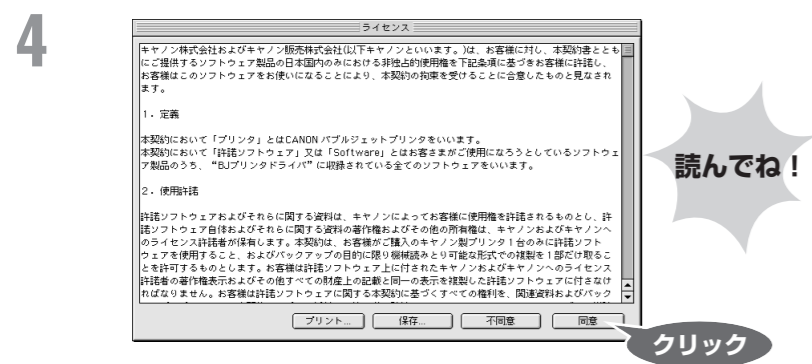 4
ライセンス
キヤノン株式会社およびキヤノン販売株式会社(以下キヤノンといいます。)は、お客様に対し、本契約書ととも
にご提供するソフトウェア製品の日本国内のみにおける非独占的使用権を下記条項に基づきお客様に許諾し、
お客様はこのソフトウェアをお使いになることにより、本契約の拘束を受けることに合意したものと見なされ
ます。
1．定義
本契約において「プリンタ」とはCANON バブルジェットプリンタをいいます。
本契約において「許諾ソフトウェア」又は「Software」とはお客さまがご使用になろうとしているソフトウェ
ア製品のうち、“BJプリンタドライバ”に収録されている全てのソフトウェアをいいます。
2．使用許諾
許諾ソフトウェアおよびそれらに関する資料は、キヤノンによってお客様に使用権を許諾されるものとし、許
諾ソフトウェア自体およびそれらに関する資料の著作権およびその他の所有権は、キヤノンおよびキヤノンへ
のライセンス許諾者が保有します。本契約は、お客様がご購入のキヤノン製プリンタ1台のみに許諾ソフト
ウェアを使用すること、およびバックアップの目的に限り機械読みとり可能な形式での複製を1部だけ取るこ
とを許可するものとします。お客様は許諾ソフトウェア上に付されたキヤノンおよびキヤノンへのライセンス
許諾者の著作権表示およびその他すべての財産上の記載と同一の表示を複製した許諾ソフトウェアに付さなけ
ればなりません。お客様は許諾ソフトウェアに関する本契約に基づくすべての権利を、関連資料およびバック
プリント... 保存... 不同意 同意
読んでね！
クリック